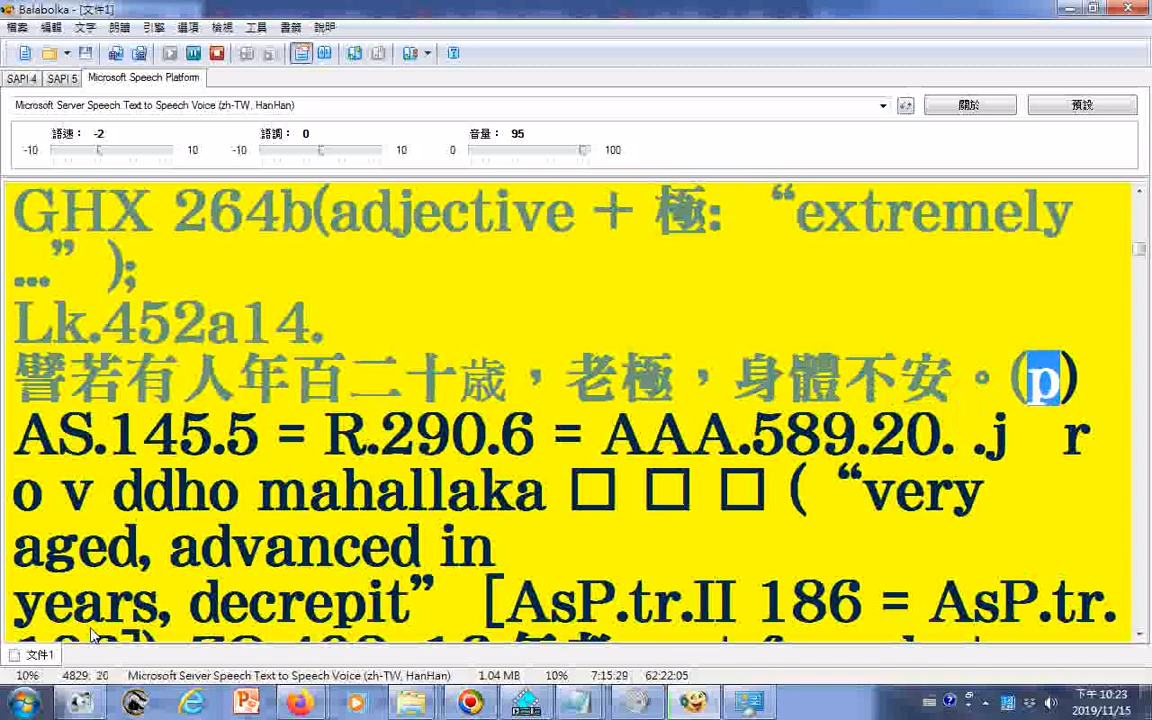 Balabolka - [文件1]
檔案 編輯 文字 朗讀 引擎 選項 檢視 工具 書籤 說明
SAPI 4 SAPI 5 Microsoft Speech Platform
Microsoft Server Speech Text to Speech Voice (zh-TW, HanHan) 關於 預設
語速： -2 語調： 0 音量： 95
-10 10 -10 10 0 100
GHX 264b(adjective + 極: “extremely
…” );
Lk.452a14.
譬若有人年百二十歳，老極，身體不安。(p)
AS.145.5 = R.290.6 = AAA.589.20. .j r
o v ddho mahallaka □ □ □ ( “very
aged, advanced in
years, decrepit” [AsP.tr.II 186 = AsP.tr.
文件1
10% 4829, 20 Microsoft Server Speech Text to Speech Voice (zh-TW, HanHan) 1.04 MB 10% 7:15:29 62:22:05
下午 10:23
2019/11/15